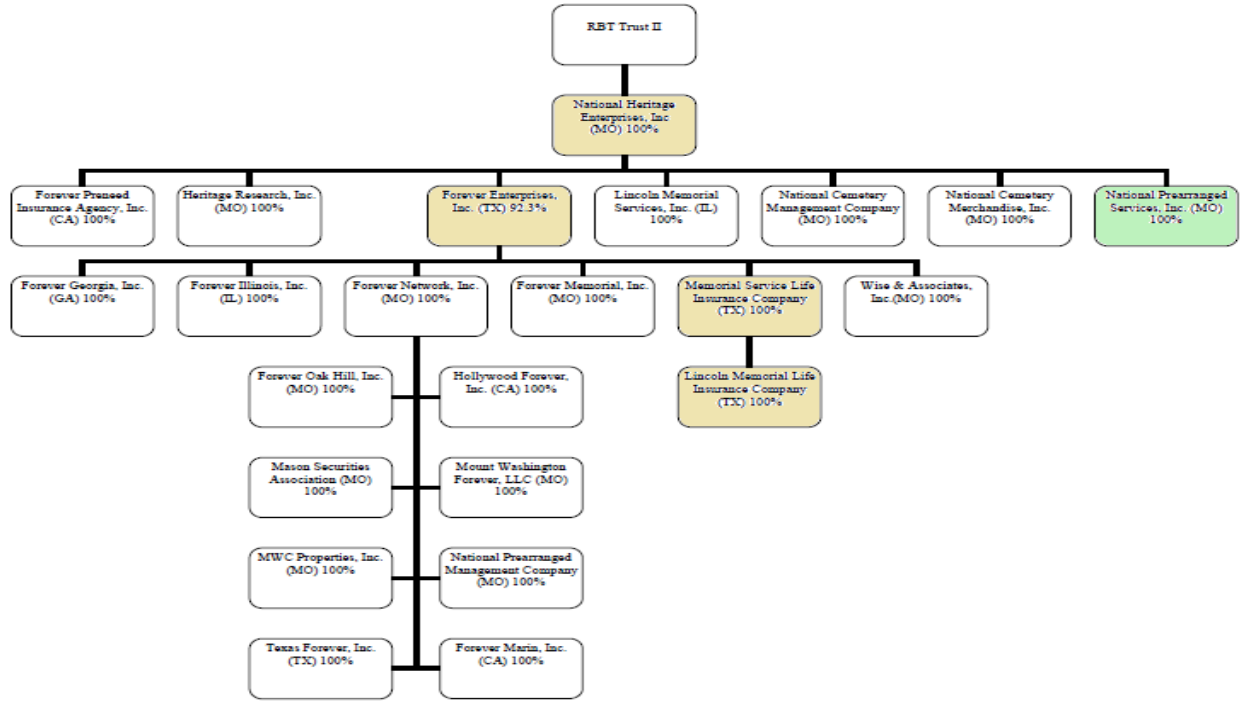 RBT Trust II
National Heritage
Enterprises, Inc
(MO) 100%
Forever Preneed
Insurance Agency, Inc.
(CA) 100%
Heritage Research, Inc.
(MO) 100%
Forever Enterprises,
Inc. (TX) 92.3%
Lincoln Memorial
Services, Inc. (IL)
100%
National Cemetery
Management Company
(MO) 100%
National Cemetery
Merchandise, Inc.
(MO) 100%
National Prearranged
Services, Inc. (MO)
100%
Forever Georgia, Inc.
(GA) 100%
Forever Illinois, Inc.
(IL) 100%
Forever Network, Inc.
(MO) 100%
Forever Memorial, Inc.
(MO) 100%
Memorial Service Life
Insurance Company
(TX) 100%
Wise & Associates,
Inc.(MO) 100%
Forever Oak Hill, Inc.
(MO) 100%
Hollywood Forever,
Inc. (CA) 100%
Lincoln Memorial Life
Insurance Company
(TX) 100%
Mason Securities
Association (MO)
100%
Mount Washington
Forever, LLC (MO)
100%
MWC Properties, Inc.
(MO) 100%
National Prearranged
Management Company
(MO) 100%
Texas Forever, Inc.
(TX) 100%
Forever Marin, Inc.
(CA) 100%